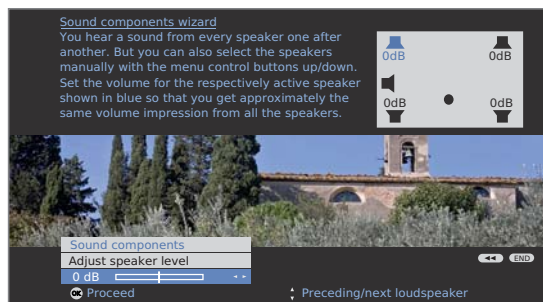 Sound components wizard
You hear a sound from every speaker one after
another. But you can also select the speakers
manually with the menu control buttons up/down.
Set the volume for the respectively active speaker
shown in blue so that you get approximately the
same volume impression from all the speakers.
0dB 0dB
0dB 0dB
Sound components
Adjust speaker level
0 dB
END
OK Proceed
Preceding/next loudspeaker